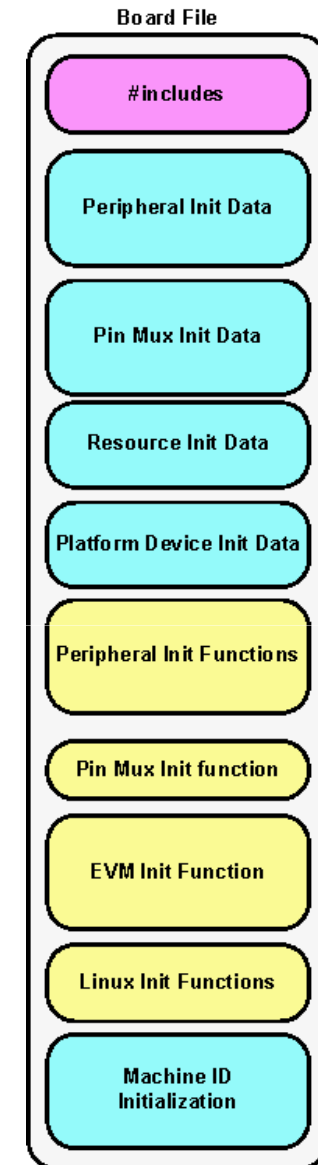 Board File
#includes
Peripheral Init Data
Pin Mux Init Data
Resource Init Data
Platform Device Init Data
Peripheral Init Functions
Pin Mux Init function
EVM Init Function
Linux Init Functions
Machine ID
Initialization